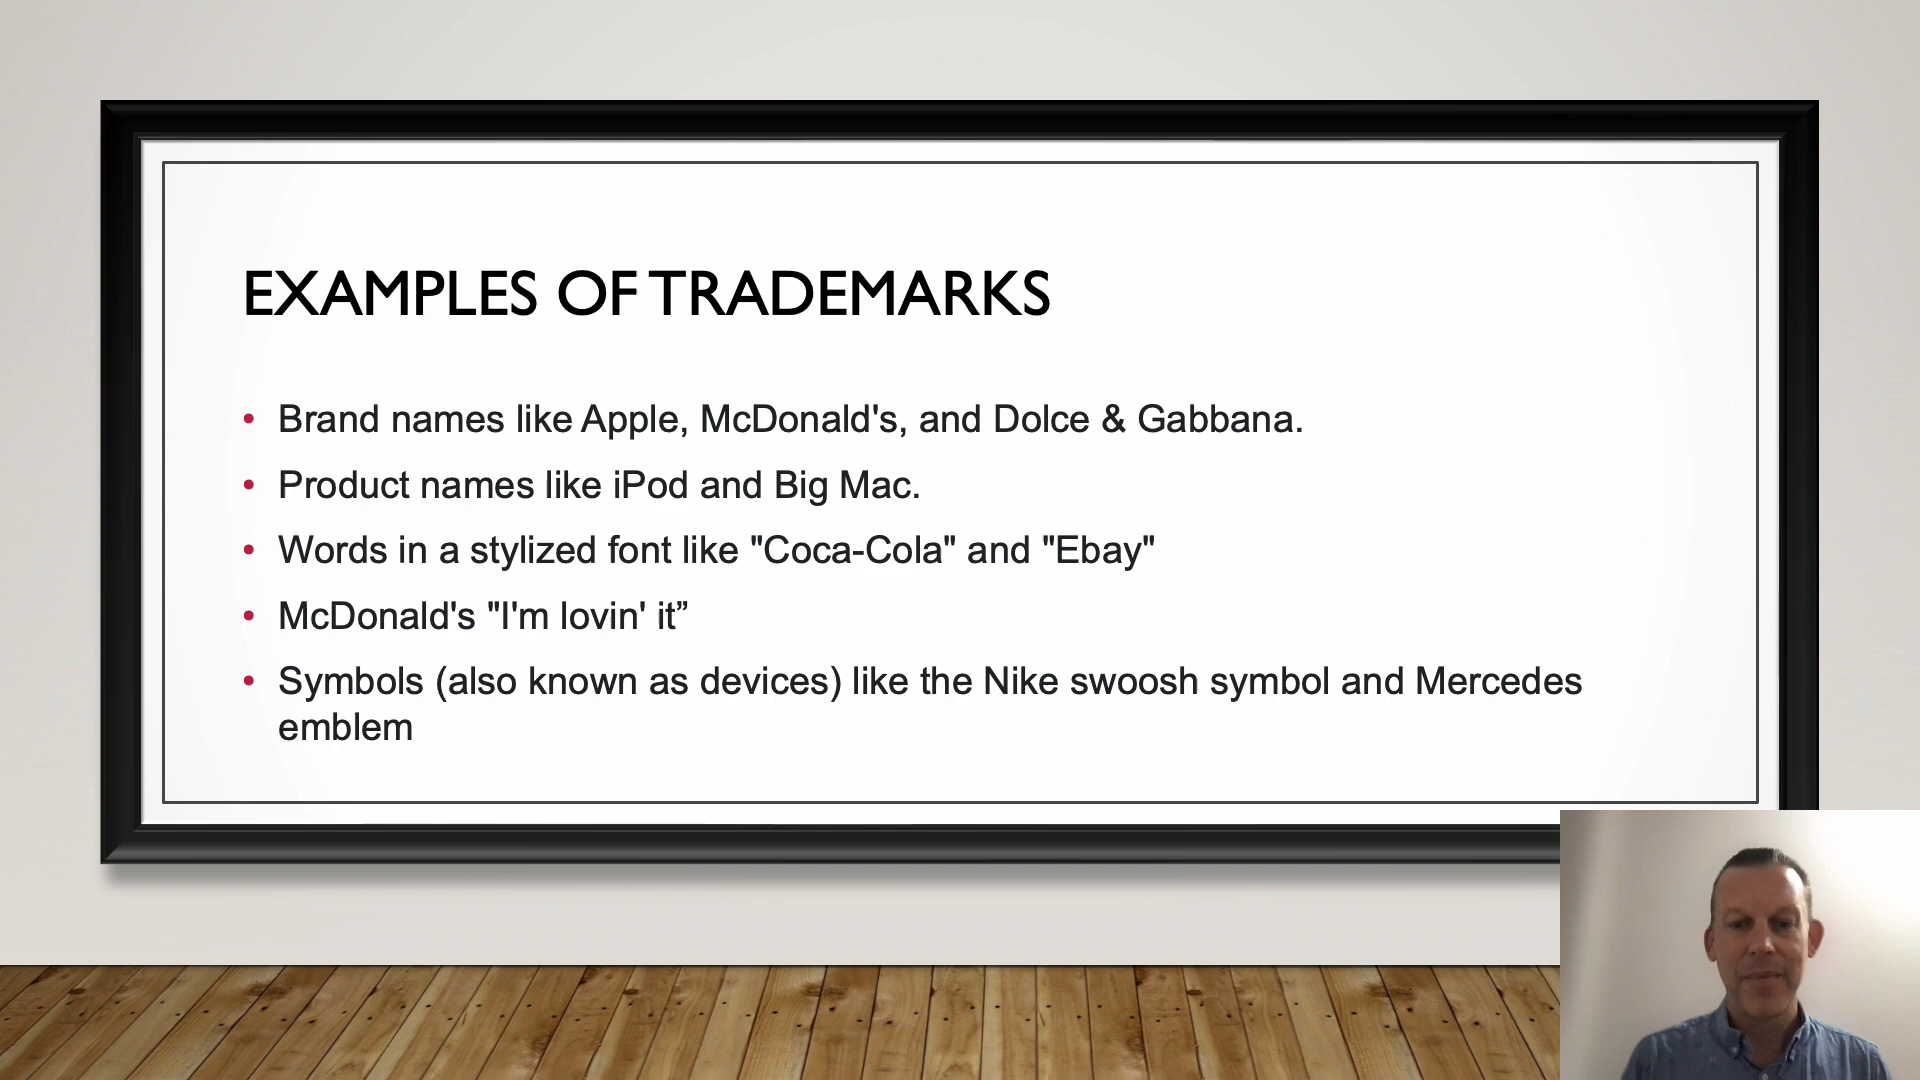 EXAMPLES OF TRADEMARKS
• Brand names like Apple, McDonald's, and Dolce & Gabbana.
• Product names like iPod and Big Mac.
• Words in a stylized font like "Coca-Cola" and "Ebay"
• McDonald's "I'm lovin' it”
• Symbols (also known as devices) like the Nike swoosh symbol and Mercedes
emblem